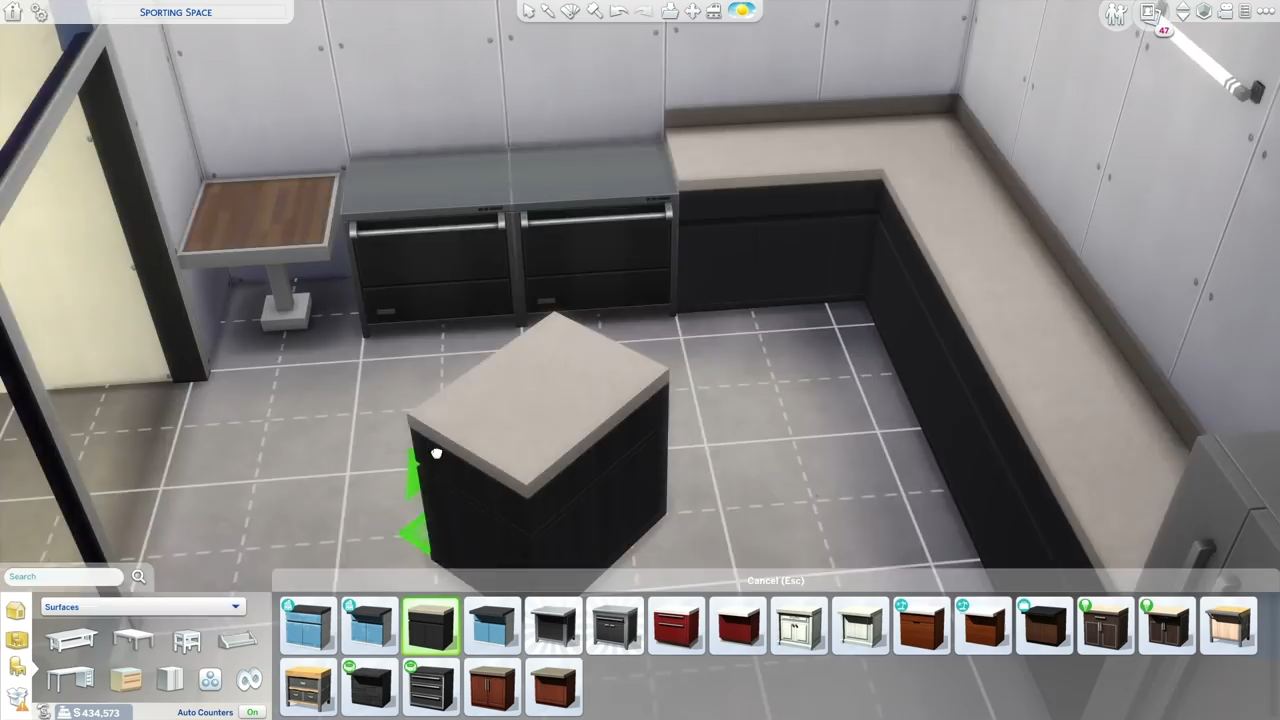 SPORTING SPACE
47
Cancel (Esc)
Search
Surfaces
$ 434,573
Auto Counters
On